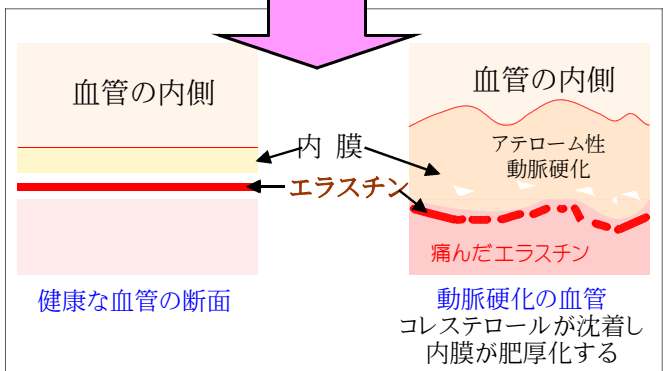 血管の内側
血管の内側
内 膜
アテローム性
動脈硬化
エラスチン
痛んだエラスチン
健康な血管の断面
動脈硬化の血管
コレステロールが沈着し
内膜が肥厚化する